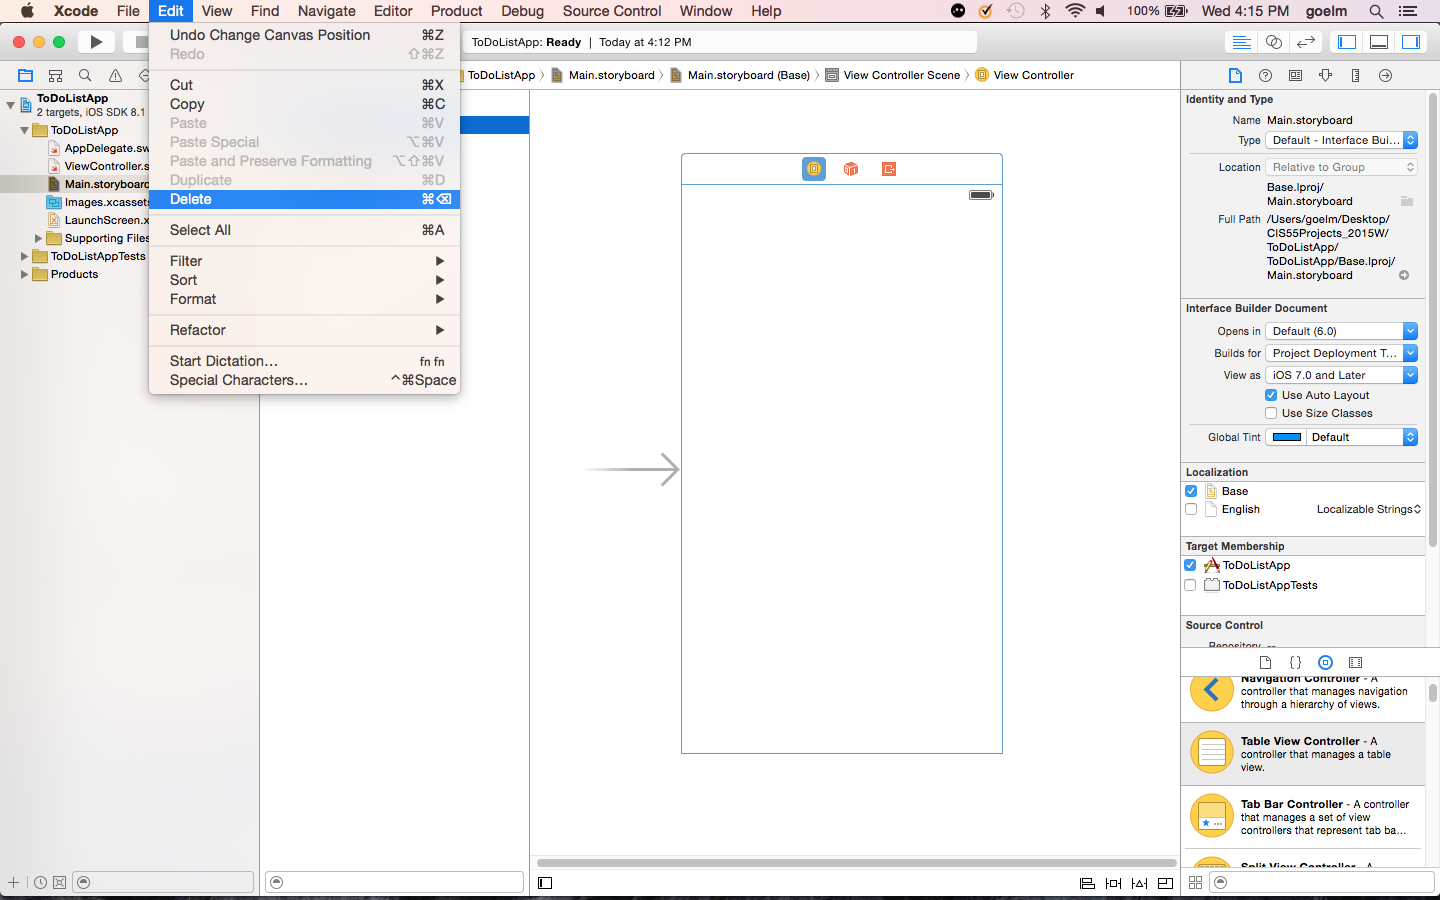 Xcode File Edit View Find Navigate Editor Product Debug Source Control Window Help 100% Wed 4:15 PM goelm
ToDoListApp: Ready | Today at 4:12 PM
ToDoListApp Main.storyboard Main.storyboard (Base) View Controller Scene View Controller
ToDoListApp
2 targets, iOS SDK 8.1
ToDoListApp
AppDelegate.sw
ViewController.s
Main.storyboard
Images.xcassets
LaunchScreen.x
Supporting Files
ToDoListAppTests
Products
Undo Change Canvas Position ⌘Z
Redo ⇧⌘Z
Cut ⌘X
Copy ⌘C
Paste ⌘V
Paste Special ⌥⌘V
Paste and Preserve Formatting ⌥⇧⌘V
Duplicate ⌘D
Delete ⌘⌫
Select All ⌘A
Filter
Sort
Format
Refactor
Start Dictation… fn fn
Special Characters… ^⌘Space
Identity and Type
Name Main.storyboard
Type Default - Interface Bui...
Location Relative to Group
Base.lproj/
Main.storyboard
Full Path /Users/goelm/Desktop/
CIS55Projects_2015W/
ToDoListApp/
ToDoListApp/Base.lproj/
Main.storyboard
Interface Builder Document
Opens in Default (6.0)
Builds for Project Deployment T...
View as iOS 7.0 and Later
Use Auto Layout
Use Size Classes
Global Tint Default
Localization
Base
English Localizable Strings
Target Membership
ToDoListApp
ToDoListAppTests
Source Control
Repository --
Navigation Controller - A
controller that manages navigation
through a hierarchy of views.
Table View Controller - A
controller that manages a table
view.
Tab Bar Controller - A controller
that manages a set of view
controllers that represent tab ba...
Split View Controller - A